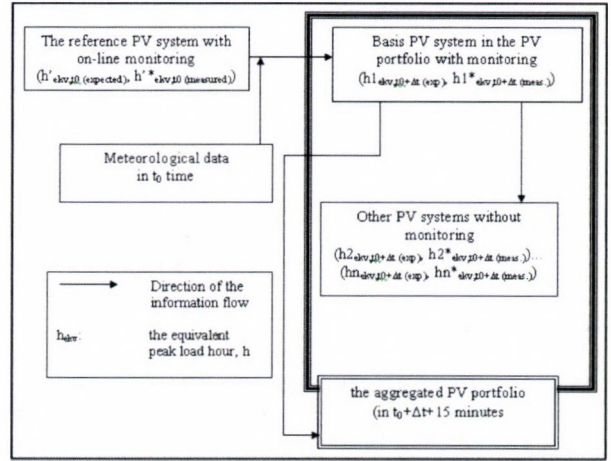 The reference PV system with
on-line monitoring
(h'ekv,t0 (expected), h'*ekv,t0 (measured))
Basis PV system in the PV
portfolio with monitoring
(h1ekv,t0+Δt (exp), h1*ekv,t0+Δt (meas.))
Meteorological data
in t0 time
Other PV systems without
monitoring
(h2ekv,t0+Δt (exp), h2*ekv,t0+Δt (meas.))...
(hnekv,t0+Δt (exp), hn*ekv,t0+Δt (meas.))
Direction of the
information flow
hekv: the equivalent
peak load hour, h
the aggregated PV portfolio
(in t0+Δt+15 minutes